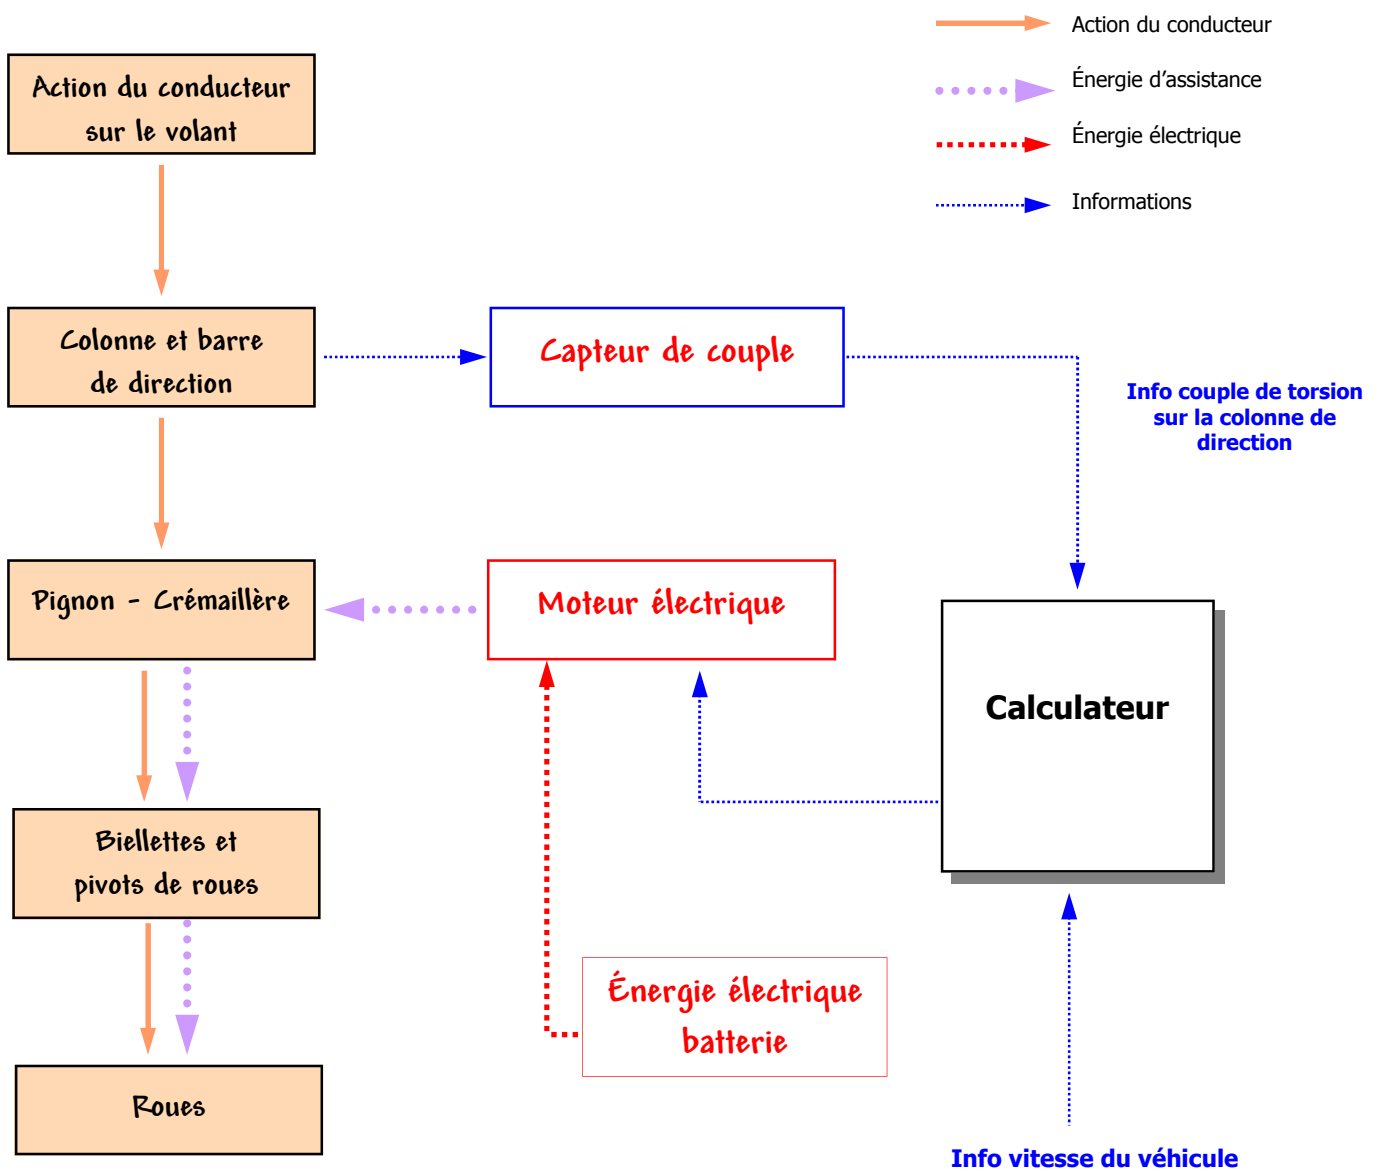 Action du conducteur
Énergie d’assistance
Énergie électrique
Informations
Action du conducteur
sur le volant
Colonne et barre
de direction
Capteur de couple
Info couple de torsion
sur la colonne de
direction
Pignon - Crémaillère
Moteur électrique
Calculateur
Biellettes et
pivots de roues
Énergie électrique
batterie
Roues
Info vitesse du véhicule